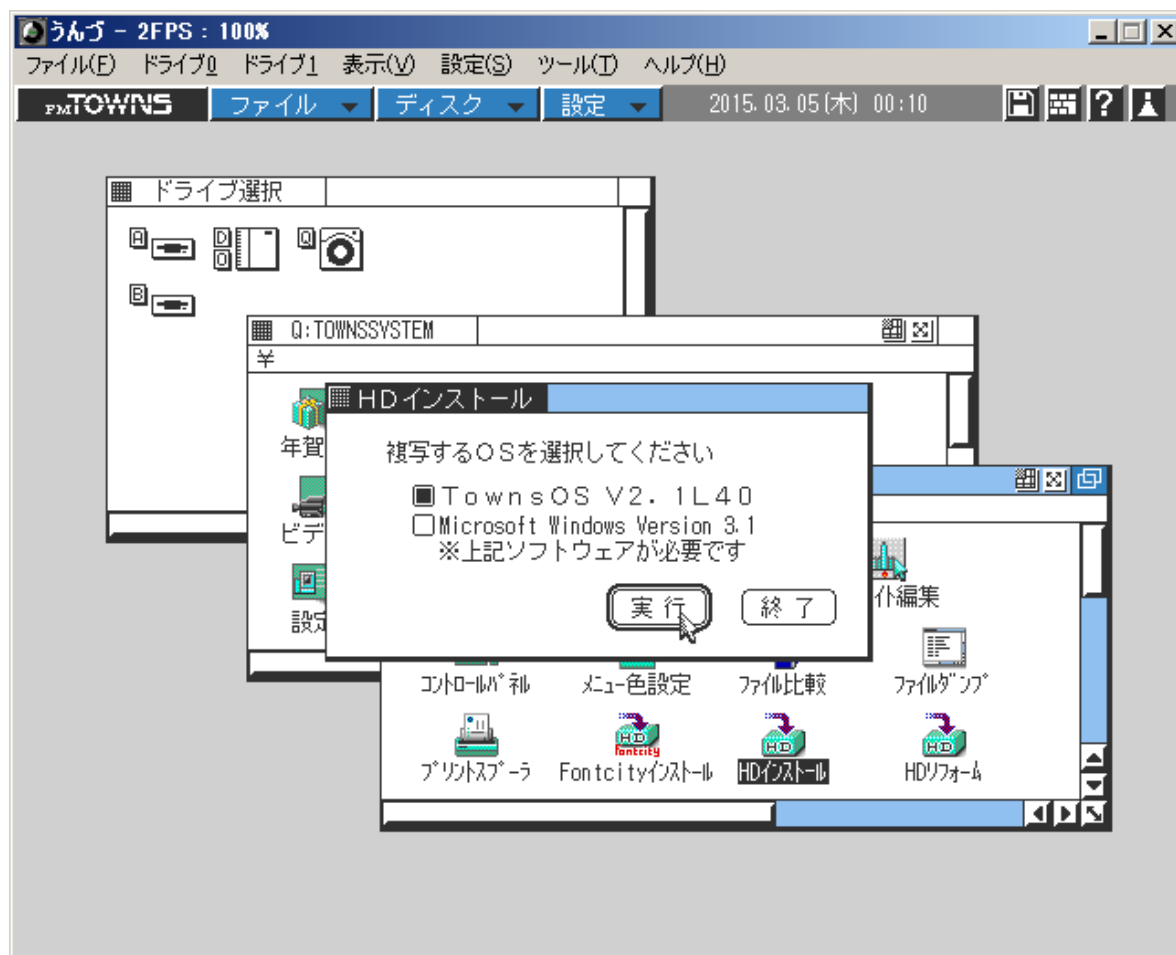 うんづ - 2FPS : 100%
ファイル(F) ドライブ0 ドライブ1 表示(V) 設定(S) ツール(T) ヘルプ(H)
FMTOWNS ファイル ディスク 設定 2015.03.05(木) 00:10 ?
ドライブ選択
A D O Q
B
Q:TOWNSSYSTEM
¥
年賀
ビデ
設定
HDインストール
複写するOSを選択してください
TownsOS V2.1L40
Microsoft Windows Version 3.1
※上記ソフトウェアが必要です
実行 終了
イト編集
コントロールパネル メニュー色設定 ファイル比較 ファイルダンプ
プリントスプーラ Fontcityインストール HDインストール HDリフォーム
HD Fontcity HD HD